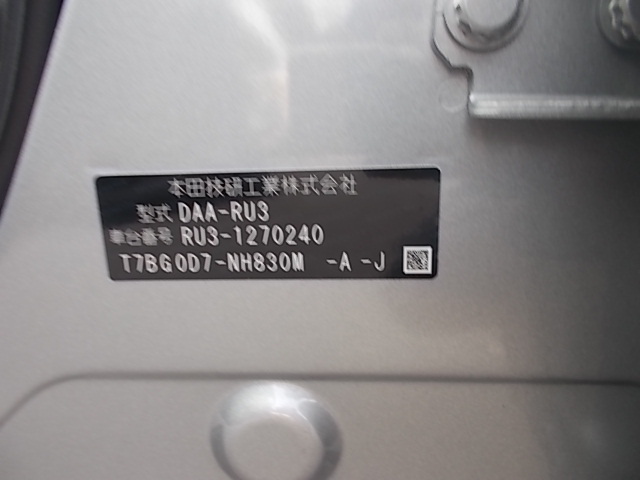 本田技研工業株式会社
型式 DAA-RU3
車台番号 RU3-1270240
T7BG0D7-NH830M -A -J